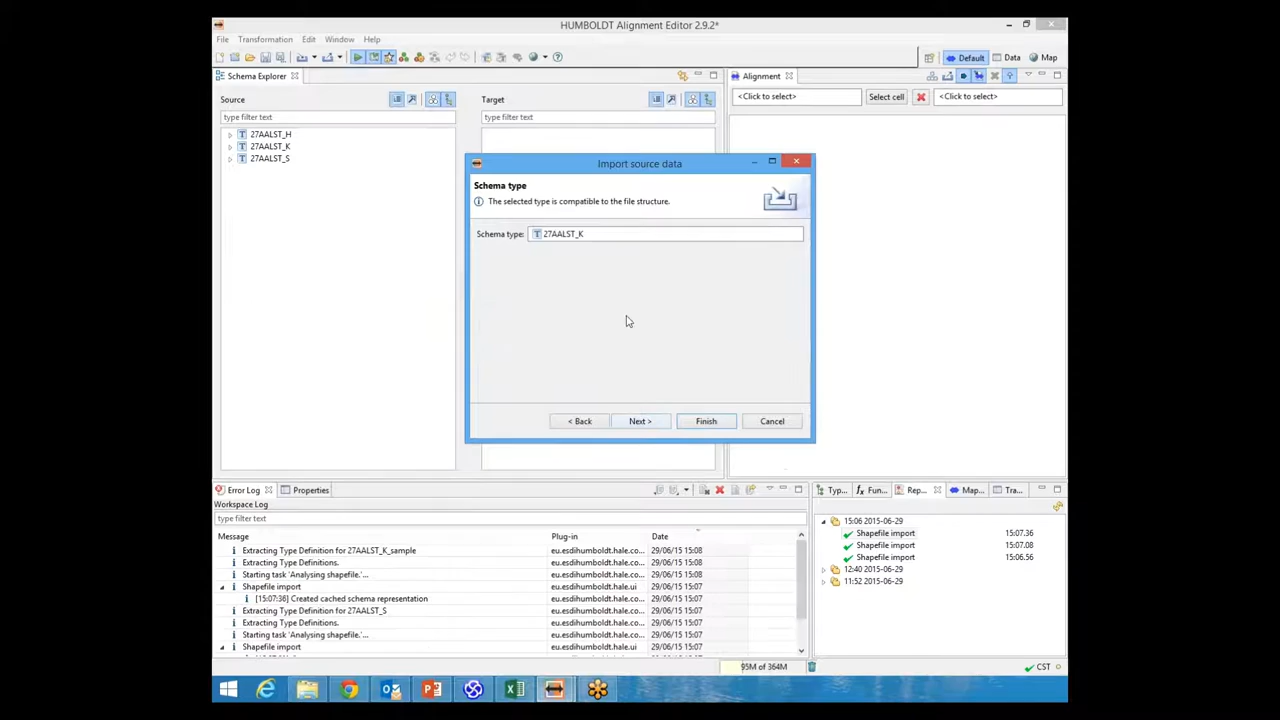 HUMBOLDT Alignment Editor 2.9.2*
File Transformation Edit Window Help
Default Data Map
Schema Explorer
Alignment
Source
Target
<Click to select> Select cell <Click to select>
type filter text
type filter text
27AALST_H
27AALST_K
27AALST_S
Import source data
Schema type
The selected type is compatible to the file structure.
Schema type: 27AALST_K
< Back Next > Finish Cancel
Error Log Properties
Typ... Fun... Rep... Map... Tra...
Workspace Log
type filter text
Message Plug-in Date
Extracting Type Definition for 27AALST_K_sample eu.esdihumboldt.hale.co... 29/06/15 15:08
Extracting Type Definitions. eu.esdihumboldt.hale.co... 29/06/15 15:08
Starting task 'Analysing shapefile.'... eu.esdihumboldt.hale.co... 29/06/15 15:08
Shapefile import eu.esdihumboldt.hale.ui 29/06/15 15:07
[15:07:36] Created cached schema representation eu.esdihumboldt.hale.co... 29/06/15 15:07
Extracting Type Definition for 27AALST_S eu.esdihumboldt.hale.co... 29/06/15 15:07
Extracting Type Definitions. eu.esdihumboldt.hale.co... 29/06/15 15:07
Starting task 'Analysing shapefile.'... eu.esdihumboldt.hale.co... 29/06/15 15:07
Shapefile import eu.esdihumboldt.hale.ui 29/06/15 15:07
15:06 2015-06-29
Shapefile import 15:07.36
Shapefile import 15:07.08
Shapefile import 15:06.56
12:40 2015-06-29
11:52 2015-06-29
95M of 364M
CST